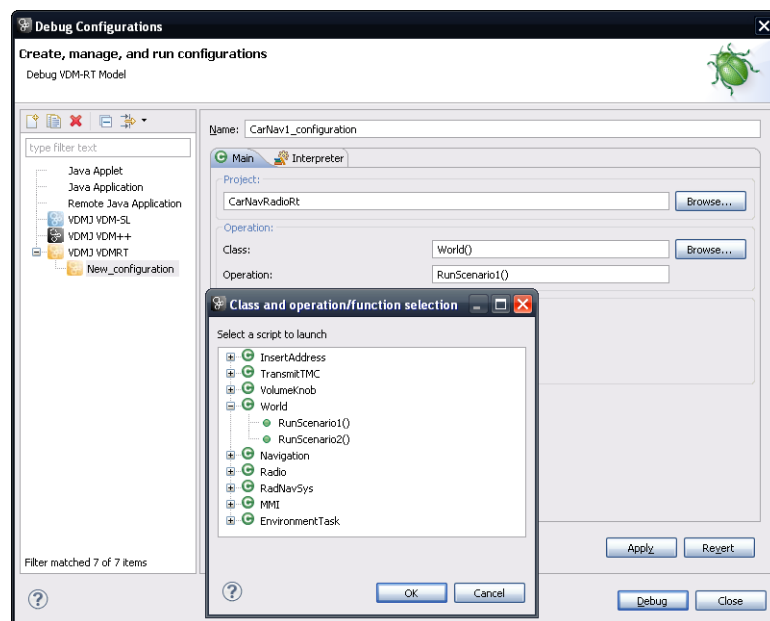 Debug Configurations
Create, manage, and run configurations
Debug VDM-RT Model
type filter text
Java Applet
Java Application
Remote Java Application
VDMJ VDM-SL
VDMJ VDM++
VDMJ VDMRT
New_configuration
Filter matched 7 of 7 items
Name: CarNav1_configuration
Main Interpreter
Project:
CarNavRadioRt Browse...
Operation:
Class: World() Browse...
Operation: RunScenario1()
Class and operation/function selection
Select a script to launch
InsertAddress
TransmitTMC
VolumeKnob
World
RunScenario1()
RunScenario2()
Navigation
Radio
RadNavSys
MMI
EnvironmentTask
OK Cancel
Apply Revert
Debug Close